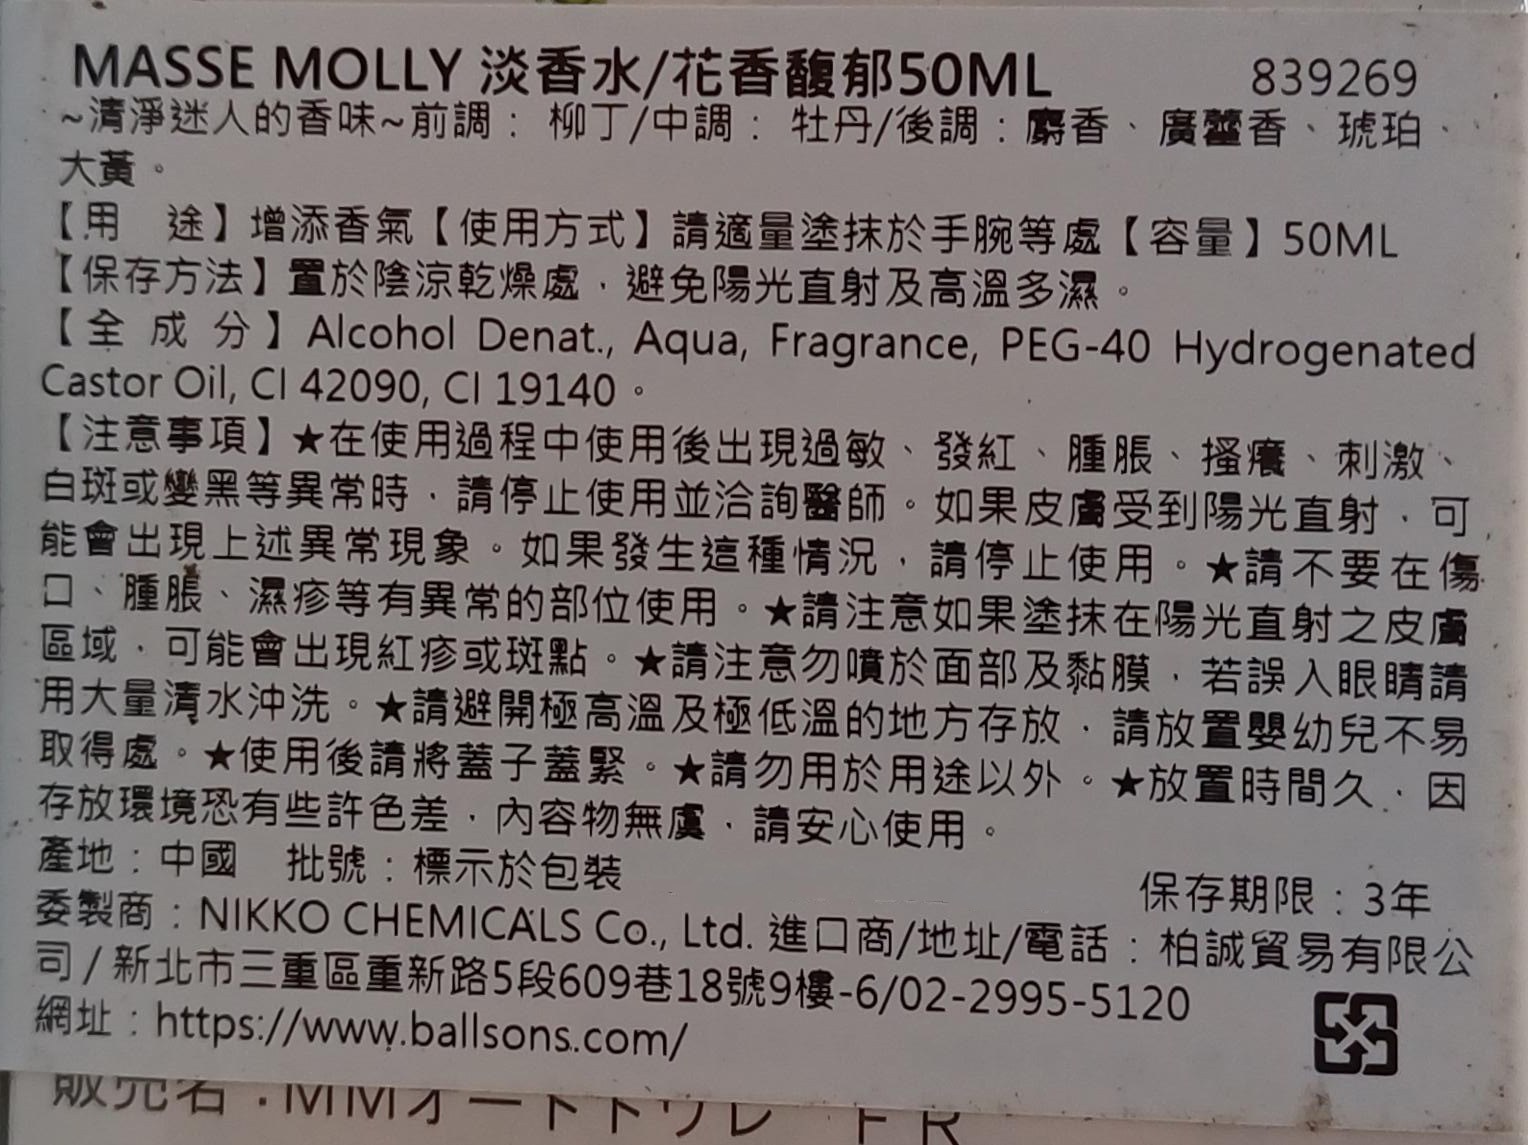 MASSE MOLLY 淡香水/花香馥郁50ML 839269
~清淨迷人的香味~前調：柳丁/中調：牡丹/後調：麝香、廣藿香、琥珀、
大黃。
【用　途】增添香氣【使用方式】請適量塗抹於手腕等處【容量】50ML
【保存方法】置於陰涼乾燥處，避免陽光直射及高溫多濕。
【全 成 分】Alcohol Denat., Aqua, Fragrance, PEG-40 Hydrogenated
Castor Oil, CI 42090, CI 19140。
【注意事項】★在使用過程中使用後出現過敏、發紅、腫脹、搔癢、刺激、
白斑或變黑等異常時，請停止使用並洽詢醫師。如果皮膚受到陽光直射，可
能會出現上述異常現象。如果發生這種情況，請停止使用。★請不要在傷
口、腫脹、濕疹等有異常的部位使用。★請注意如果塗抹在陽光直射之皮膚
區域，可能會出現紅疹或斑點。★請注意勿噴於面部及黏膜，若誤入眼睛請
用大量清水沖洗。★請避開極高溫及極低溫的地方存放，請放置嬰幼兒不易
取得處。★使用後請將蓋子蓋緊。★請勿用於用途以外。★放置時間久，因
存放環境恐有些許色差，內容物無虞，請安心使用。
產地：中國　批號：標示於包裝 保存期限：3年
委製商：NIKKO CHEMICALS Co., Ltd. 進口商/地址/電話：柏誠貿易有限公
司/新北市三重區重新路5段609巷18號9樓-6/02-2995-5120
網址：https://www.ballsons.com/
販売名：MMオードトワレ FR